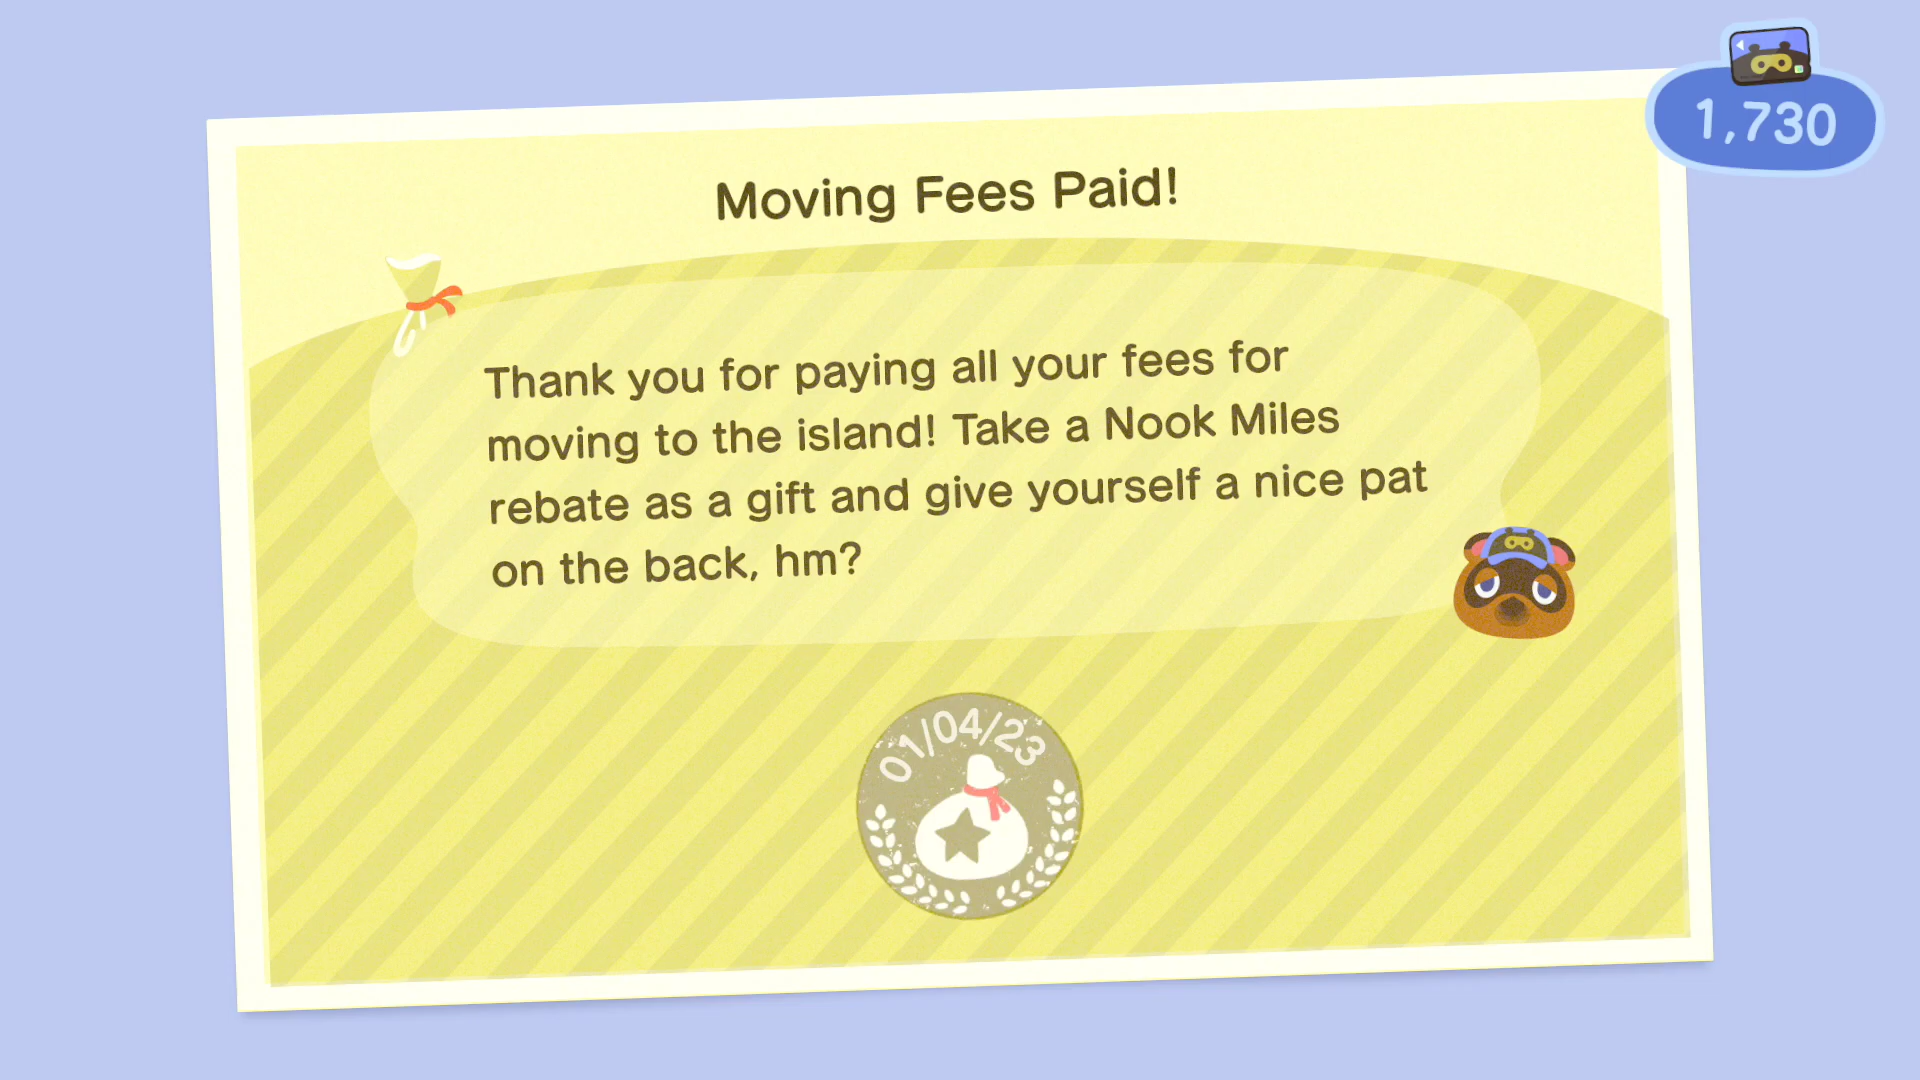 1,730
Moving Fees Paid!
Thank you for paying all your fees for
moving to the island! Take a Nook Miles
rebate as a gift and give yourself a nice pat
on the back, hm?
01/04/23